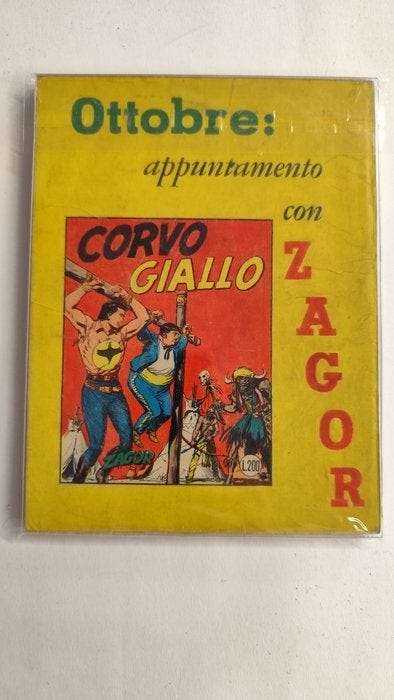 Ottobre:
appuntamento
con
ZAGOR
CORVO
GIALLO
ZAGOR
L.200